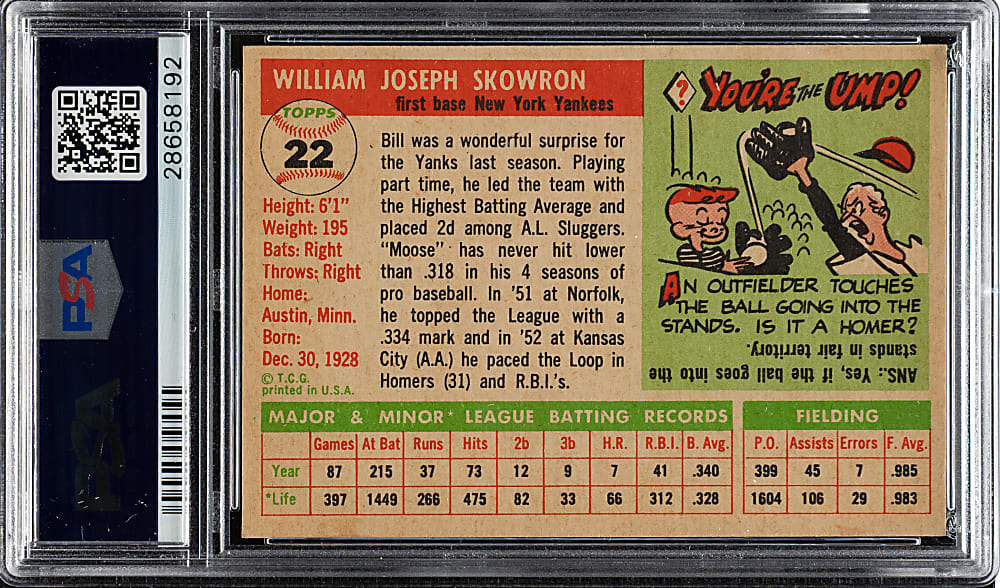 28658192
PSA
PSA
WILLIAM JOSEPH SKOWRON
first base New York Yankees
TOPPS
22
Height: 6'1"
Weight: 195
Bats: Right
Throws: Right
Home:
Austin, Minn.
Born:
Dec. 30, 1928
© T.C.G.
printed in U.S.A.
Bill was a wonderful surprise for
the Yanks last season. Playing
part time, he led the team with
the Highest Batting Average and
placed 2d among A.L. Sluggers.
"Moose" has never hit lower
than .318 in his 4 seasons of
pro baseball. In '51 at Norfolk,
he topped the League with a
.334 mark and in '52 at Kansas
City (A.A.) he paced the Loop in
Homers (31) and R.B.I.'s.
? YOU'RE THE UMP!
AN OUTFIELDER TOUCHES
THE BALL GOING INTO THE
STANDS. IS IT A HOMER?
ANS.: Yes, if the ball goes into the
stands in fair territory.
MAJOR & MINOR* LEAGUE BATTING RECORDS
Games At Bat Runs Hits 2b 3b H.R. R.B.I. B. Avg.
Year 87 215 37 73 12 9 7 41 .340
*Life 397 1449 266 475 82 33 66 312 .328
FIELDING
P.O. Assists Errors F. Avg.
399 45 7 .985
1604 106 29 .983